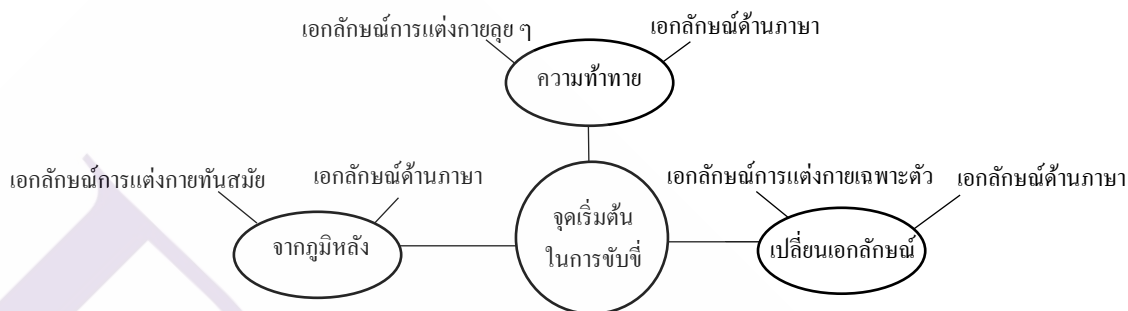 เอกลักษณ์การแต่งกายลุย ๆ
เอกลักษณ์ด้านภาษา
ความท้าทาย
เอกลักษณ์การแต่งกายทันสมัย
เอกลักษณ์ด้านภาษา
จากภูมิหลัง
จุดเริ่มต้น
ในการขับขี่
เอกลักษณ์การแต่งกายเฉพาะตัว
เอกลักษณ์ด้านภาษา
เปลี่ยนเอกลักษณ์